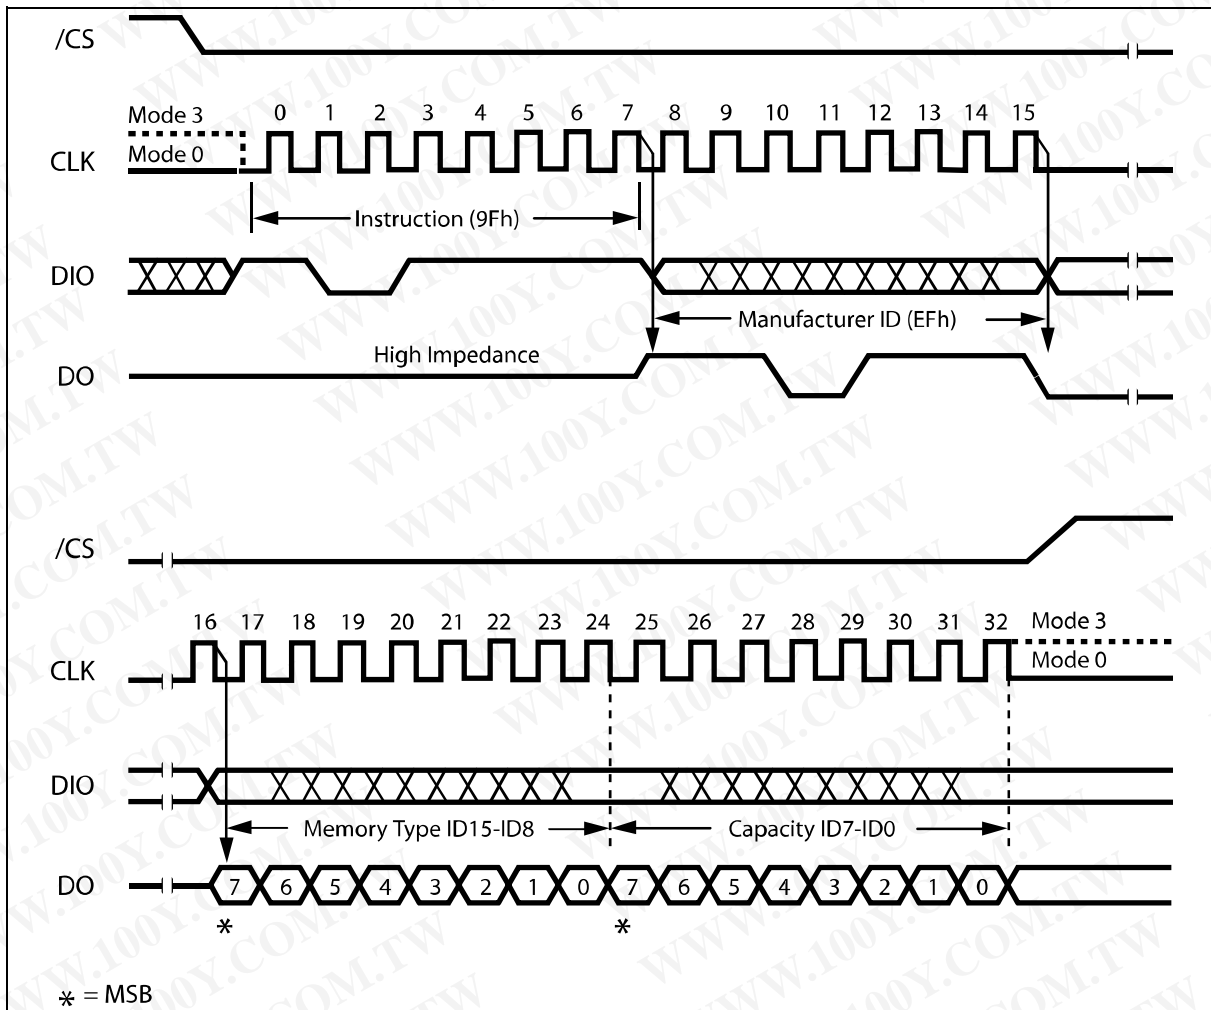 /CS
Mode 3
0 1 2 3 4 5 6 7 8 9 10 11 12 13 14 15
CLK
Mode 0
Instruction (9Fh)
DIO
Manufacturer ID (EFh)
High Impedance
DO
/CS
16 17 18 19 20 21 22 23 24 25 26 27 28 29 30 31 32
Mode 3
CLK
Mode 0
DIO
Memory Type ID15-ID8
Capacity ID7-ID0
DO
7 6 5 4 3 2 1 0 7 6 5 4 3 2 1 0
* *
* = MSB
WWW.100Y.COM.TW